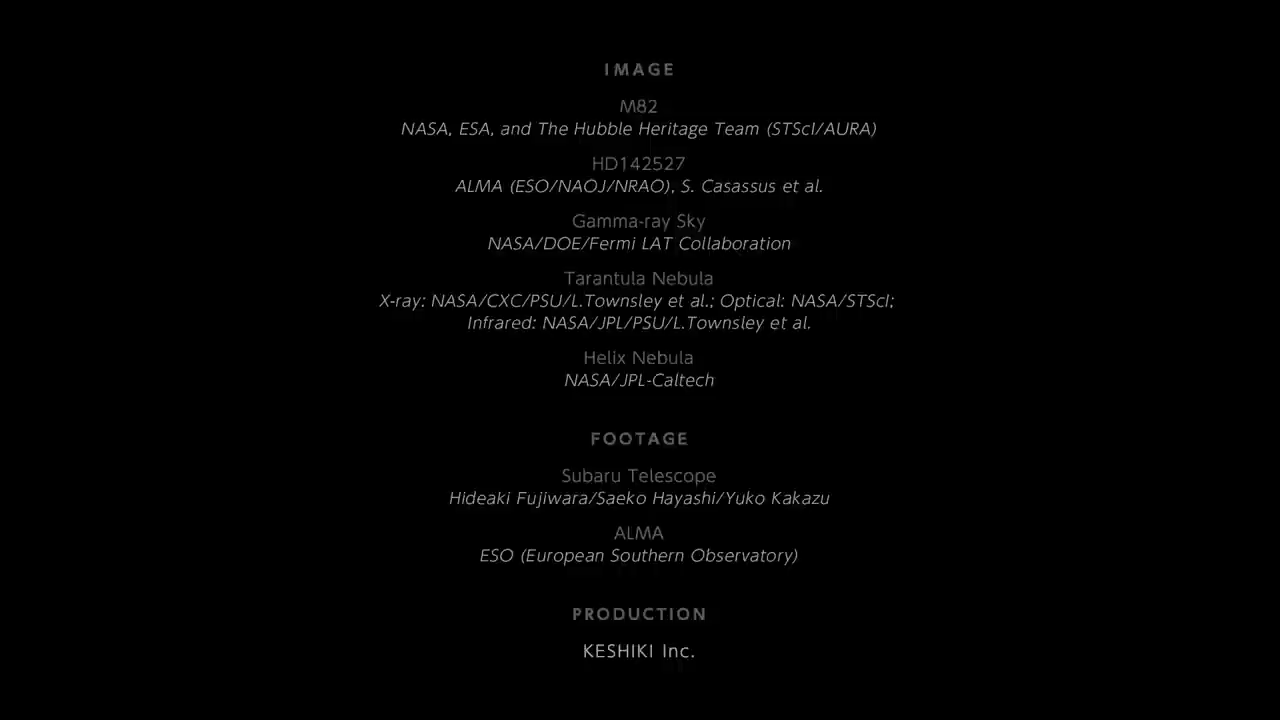 IMAGE
M82
NASA, ESA, and The Hubble Heritage Team (STScI/AURA)
HD142527
ALMA (ESO/NAOJ/NRAO), S. Casassus et al.
Gamma-ray Sky
NASA/DOE/Fermi LAT Collaboration
Tarantula Nebula
X-ray: NASA/CXC/PSU/L.Townsley et al.; Optical: NASA/STScI;
Infrared: NASA/JPL/PSU/L.Townsley et al.
Helix Nebula
NASA/JPL-Caltech
FOOTAGE
Subaru Telescope
Hideaki Fujiwara/Saeko Hayashi/Yuko Kakazu
ALMA
ESO (European Southern Observatory)
PRODUCTION
KESHIKI Inc.